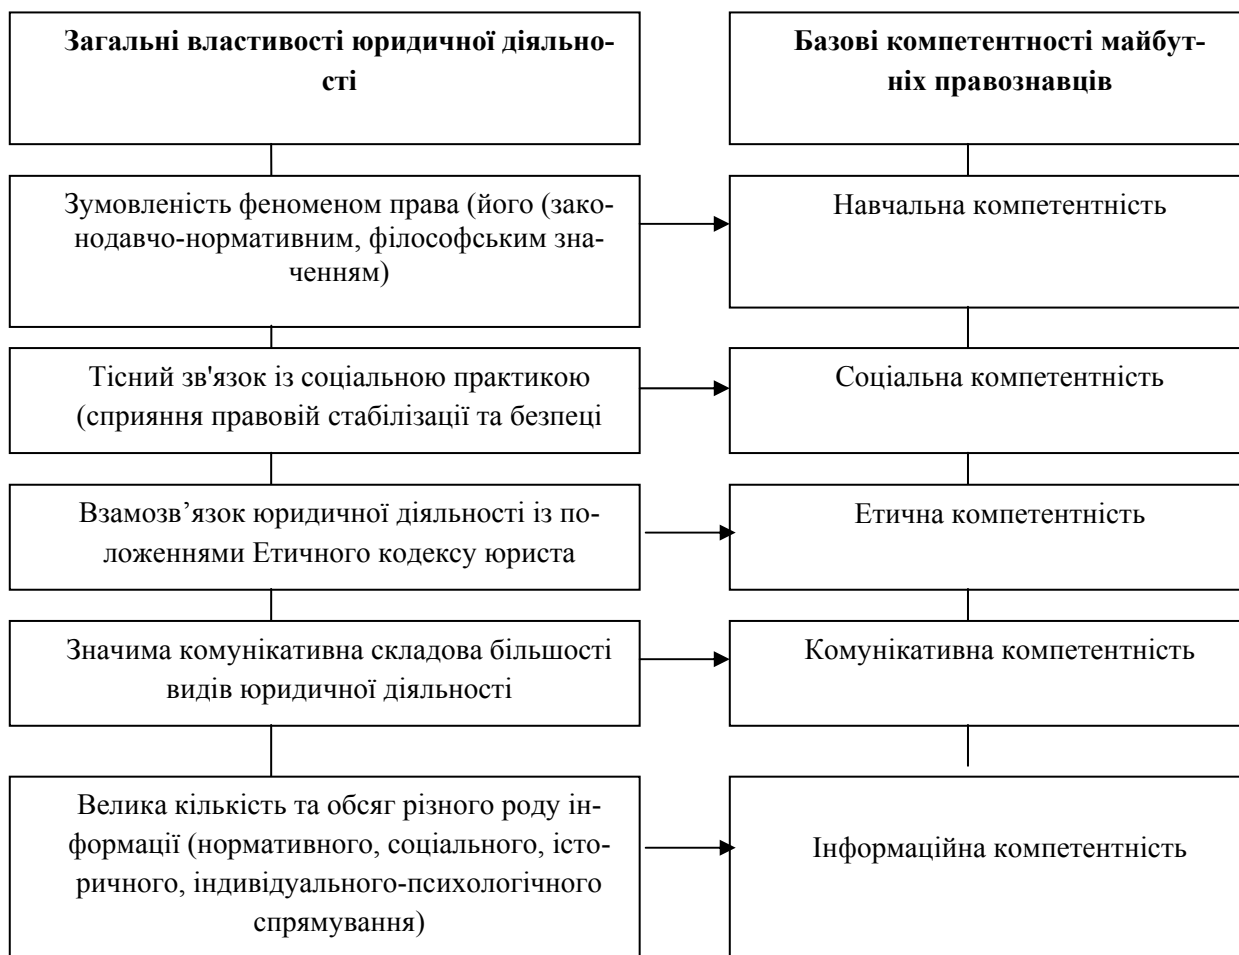 Загальні властивості юридичної діяльно-
сті
Базові компетентності майбут-
ніх правознавців
Зумовленість феноменом права (його (зако-
нодавчо-нормативним, філософським зна-
ченням)
Навчальна компетентність
Тісний зв'язок із соціальною практикою
(сприяння правовій стабілізації та безпеці
Соціальна компетентність
Взамозв’язок юридичної діяльності із по-
ложеннями Етичного кодексу юриста
Етична компетентність
Значима комунікативна складова більшості
видів юридичної діяльності
Комунікативна компетентність
Велика кількість та обсяг різного роду ін-
формації (нормативного, соціального, істо-
ричного, індивідуального-психологічного
спрямування)
Інформаційна компетентність